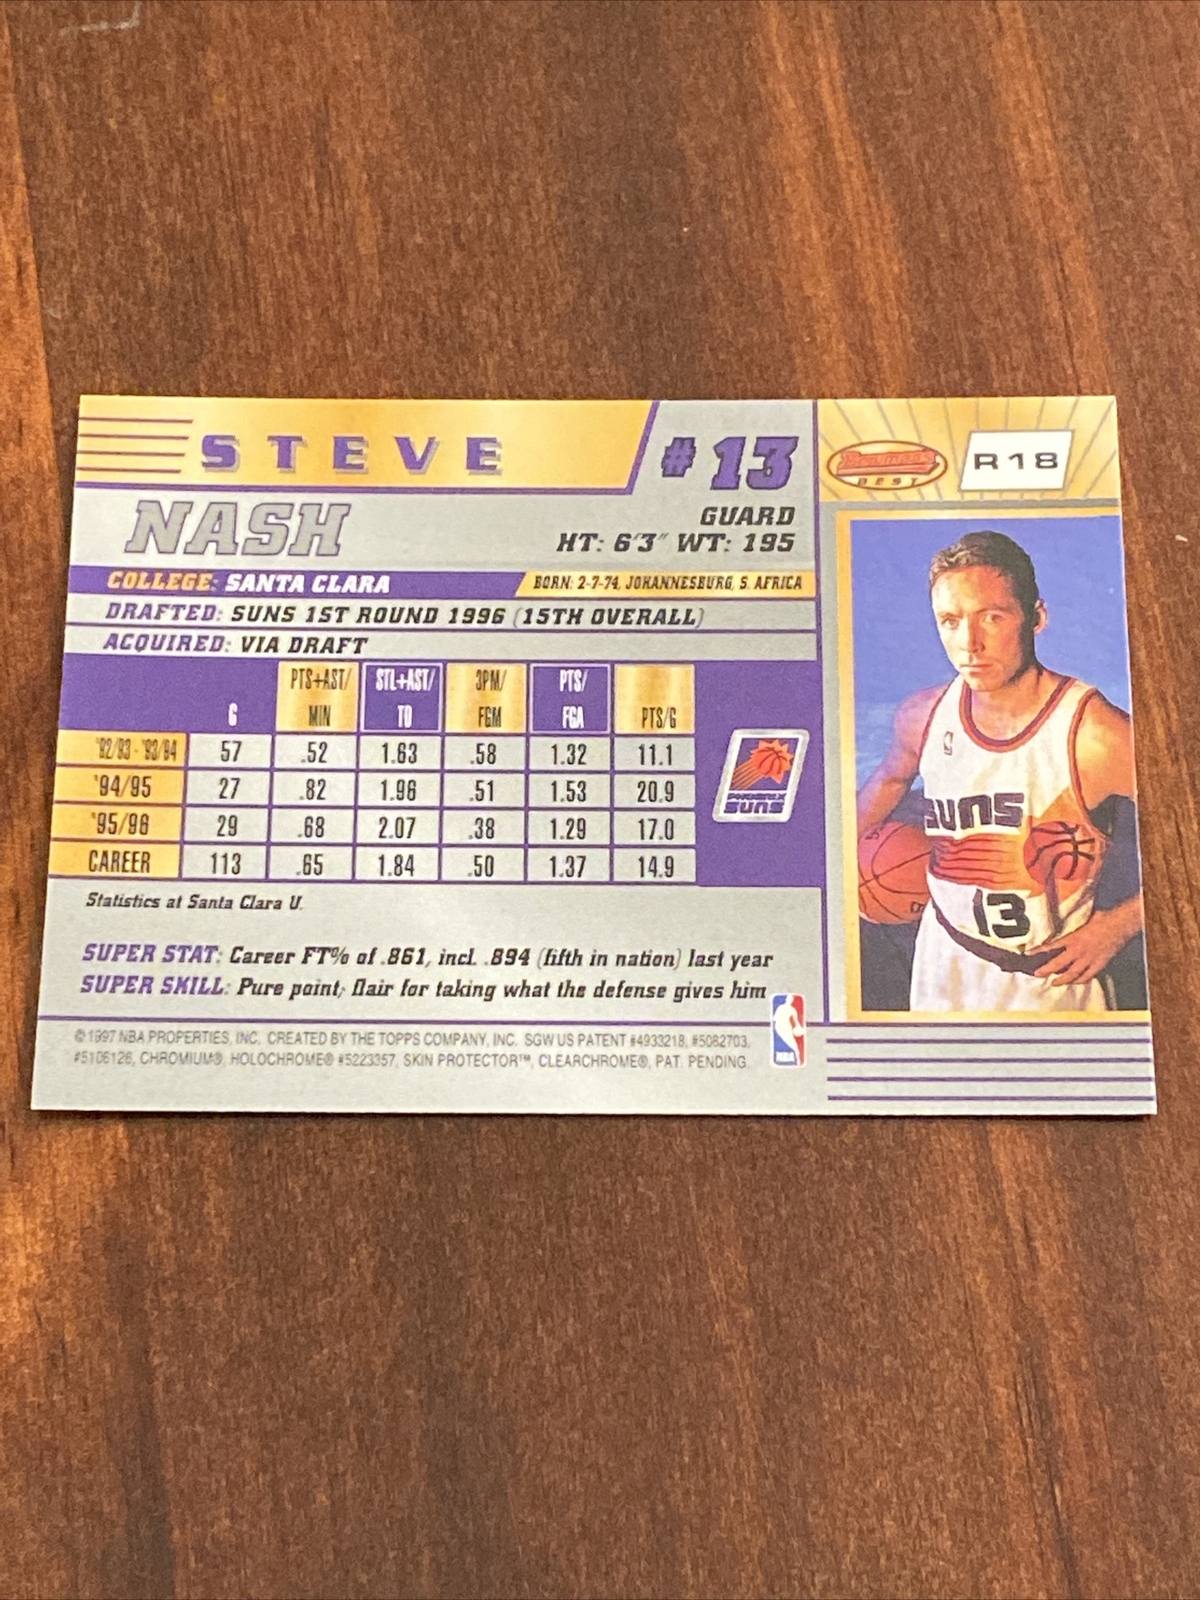 STEVE
#13
NASH
GUARD
HT: 6'3" WT: 195
COLLEGE: SANTA CLARA
BORN: 2-7-74, JOHANNESBURG, S. AFRICA
DRAFTED: SUNS 1ST ROUND 1996 (15TH OVERALL)
ACQUIRED: VIA DRAFT
G PTS+AST/MIN STL+AST/TO 3PM/FGM PTS/FGA PTS/G
'92/93 - '93/94 57 .52 1.63 .58 1.32 11.1
'94/95 27 .82 1.96 .51 1.53 20.9
'95/96 29 .68 2.07 .38 1.29 17.0
CAREER 113 .65 1.84 .50 1.37 14.9
PHOENIX
SUNS
Statistics at Santa Clara U.
SUPER STAT: Career FT% of .861, incl. .894 (fifth in nation) last year
SUPER SKILL: Pure point; flair for taking what the defense gives him
© 1997 NBA PROPERTIES, INC. CREATED BY THE TOPPS COMPANY, INC. SGW US PATENT #4933218, #5082703,
#5106126, CHROMIUM®, HOLOCHROME® #5223357, SKIN PROTECTOR™, CLEARCHROME®, PAT. PENDING.
NBA
Bowman's
BEST
R18
SUNS
13